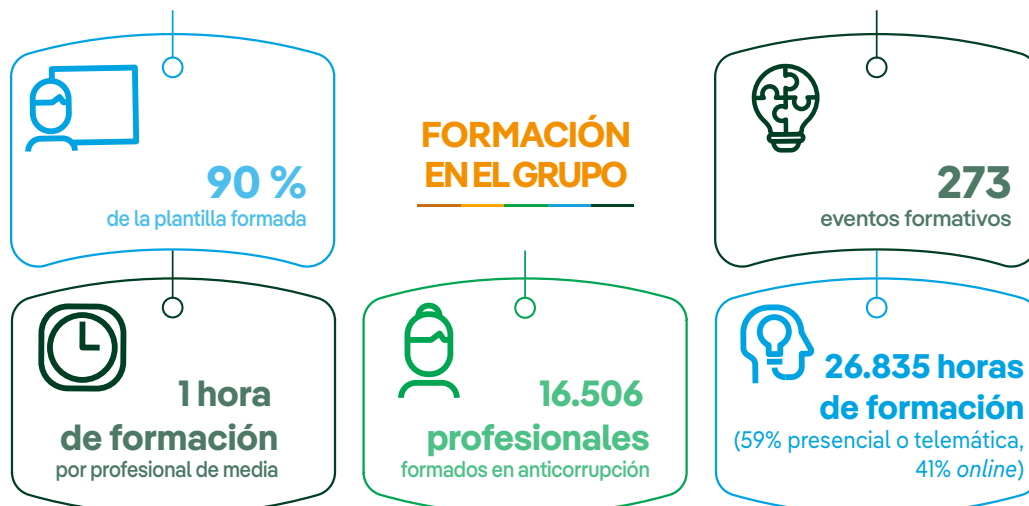 FORMACIÓN
EN EL GRUPO
90 %
de la plantilla formada
273
eventos formativos
1 hora
de formación
por profesional de media
16.506
profesionales
formados en anticorrupción
26.835 horas
de formación
(59% presencial o telemática,
41% online)